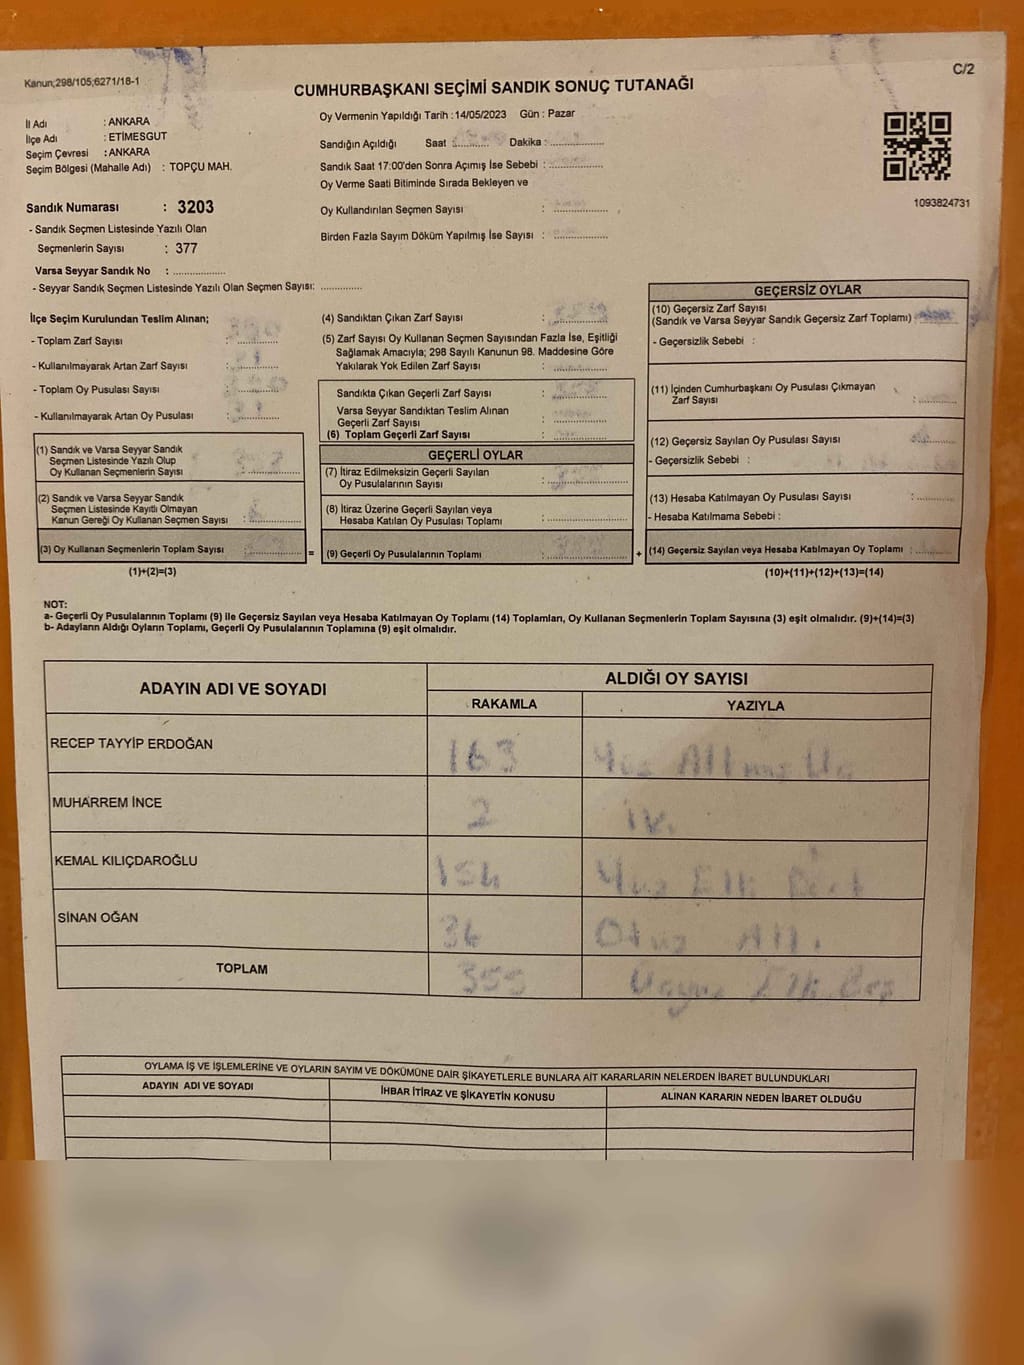 Kanun;298/105;6271/18-1
C/2
CUMHURBAŞKANI SEÇİMİ SANDIK SONUÇ TUTANAĞI
İl Adı : ANKARA
İlçe Adı : ETİMESGUT
Seçim Çevresi : ANKARA
Seçim Bölgesi (Mahalle Adı) : TOPÇU MAH.
Oy Vermenin Yapıldığı Tarih :14/05/2023 Gün : Pazar
Sandığın Açıldığı Saat Dakika :
Sandık Saat 17:00'den Sonra Açımış İse Sebebi :
Oy Verme Saati Bitiminde Sırada Bekleyen ve
Oy Kullandırılan Seçmen Sayısı :
Birden Fazla Sayım Döküm Yapılmış İse Sayısı :
1093824731
Sandık Numarası : 3203
- Sandık Seçmen Listesinde Yazılı Olan
Seçmenlerin Sayısı : 377
Varsa Seyyar Sandık No :
- Seyyar Sandık Seçmen Listesinde Yazılı Olan Seçmen Sayısı:
İlçe Seçim Kurulundan Teslim Alınan;
- Toplam Zarf Sayısı :
- Kullanılmayarak Artan Zarf Sayısı :
- Toplam Oy Pusulası Sayısı :
- Kullanılmayarak Artan Oy Pusulası :
(1) Sandık ve Varsa Seyyar Sandık
Seçmen Listesinde Yazılı Olup
Oy Kullanan Seçmenlerin Sayısı :
(2) Sandık ve Varsa Seyyar Sandık
Seçmen Listesinde Kayıtlı Olmayan
Kanun Gereği Oy Kullanan Seçmen Sayısı :
(3) Oy Kullanan Seçmenlerin Toplam Sayısı :
(1)+(2)=(3)
(4) Sandıktan Çıkan Zarf Sayısı :
(5) Zarf Sayısı Oy Kullanan Seçmen Sayısından Fazla İse, Eşitliği
Sağlamak Amacıyla; 298 Sayılı Kanunun 98. Maddesine Göre
Yakılarak Yok Edilen Zarf Sayısı :
Sandıkta Çıkan Geçerli Zarf Sayısı :
Varsa Seyyar Sandıktan Teslim Alınan
Geçerli Zarf Sayısı :
(6) Toplam Geçerli Zarf Sayısı :
GEÇERLİ OYLAR
(7) İtiraz Edilmeksizin Geçerli Sayılan
Oy Pusulalarının Sayısı :
(8) İtiraz Üzerine Geçerli Sayılan veya
Hesaba Katılan Oy Pusulası Toplamı :
= (9) Geçerli Oy Pusulalarının Toplamı :
GEÇERSİZ OYLAR
(10) Geçersiz Zarf Sayısı
(Sandık ve Varsa Seyyar Sandık Geçersiz Zarf Toplamı) :
- Geçersizlik Sebebi :
(11) İçinden Cumhurbaşkanı Oy Pusulası Çıkmayan
Zarf Sayısı :
(12) Geçersiz Sayılan Oy Pusulası Sayısı :
- Geçersizlik Sebebi :
(13) Hesaba Katılmayan Oy Pusulası Sayısı :
- Hesaba Katılmama Sebebi :
+ (14) Geçersiz Sayılan veya Hesaba Katılmayan Oy Toplamı :
(10)+(11)+(12)+(13)=(14)
NOT:
a- Geçerli Oy Pusulalarının Toplamı (9) ile Geçersiz Sayılan veya Hesaba Katılmayan Oy Toplamı (14) Toplamları, Oy Kullanan Seçmenlerin Toplam Sayısına (3) eşit olmalıdır. (9)+(14)=(3)
b- Adayların Aldığı Oyların Toplamı, Geçerli Oy Pusulalarının Toplamına (9) eşit olmalıdır.
ADAYIN ADI VE SOYADI
ALDIĞI OY SAYISI
RAKAMLA YAZIYLA
RECEP TAYYİP ERDOĞAN 163 Yüz Altmış Üç
MUHARREM İNCE 2 İki
KEMAL KILIÇDAROĞLU 154 Yüz Elli Dört
SİNAN OĞAN 36 Otuz Altı
TOPLAM 355 Üçyüz Elli Beş
OYLAMA İŞ VE İŞLEMLERİNE VE OYLARIN SAYIM VE DÖKÜMÜNE DAİR ŞİKAYETLERLE BUNLARA AİT KARARLARIN NELERDEN İBARET BULUNDUKLARI
ADAYIN ADI VE SOYADI İHBAR İTİRAZ VE ŞİKAYETİN KONUSU ALINAN KARARIN NEDEN İBARET OLDUĞU